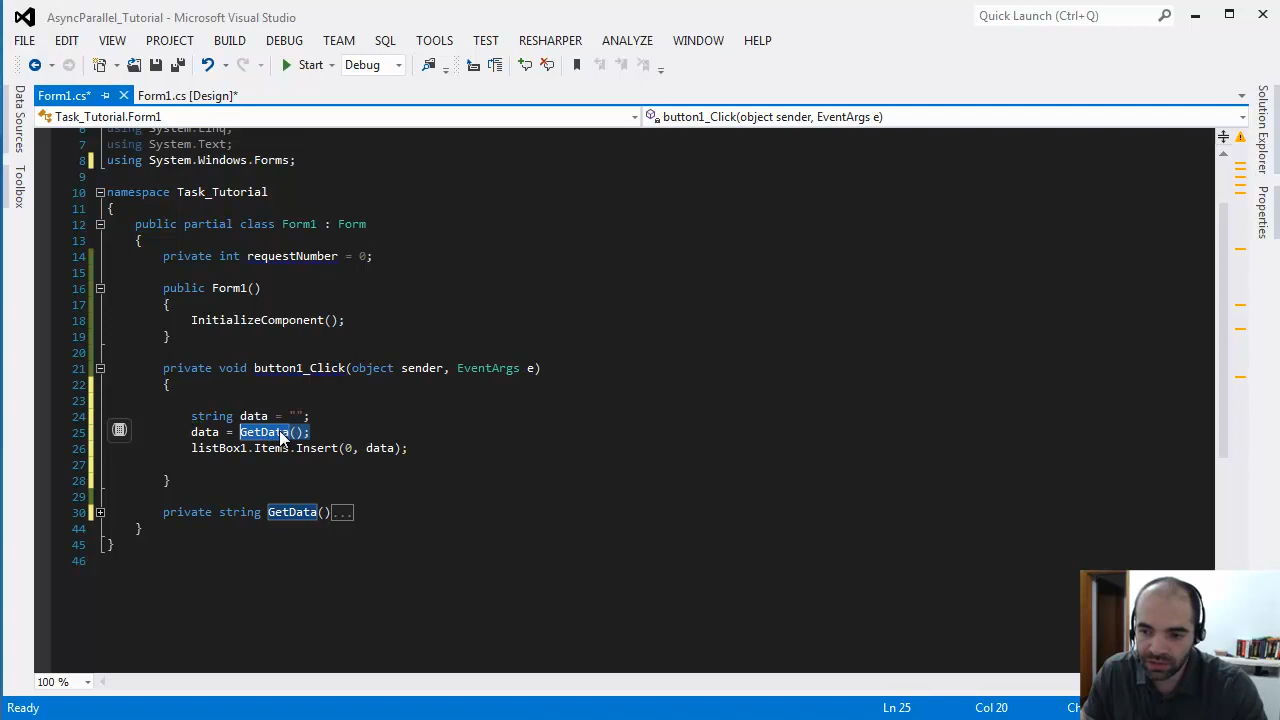 AsyncParallel_Tutorial - Microsoft Visual Studio
Quick Launch (Ctrl+Q)
FILE EDIT VIEW PROJECT BUILD DEBUG TEAM SQL TOOLS TEST RESHARPER ANALYZE WINDOW HELP
Start Debug
Form1.cs* Form1.cs [Design]*
Data Sources
Toolbox
Solution Explorer
Properties
Task_Tutorial.Form1 button1_Click(object sender, EventArgs e)
6 using System.Linq;
7 using System.Text;
8 using System.Windows.Forms;
9
10 namespace Task_Tutorial
11 {
12 public partial class Form1 : Form
13 {
14 private int requestNumber = 0;
15
16 public Form1()
17 {
18 InitializeComponent();
19 }
20
21 private void button1_Click(object sender, EventArgs e)
22 {
23
24 string data = "";
25 data = GetData();
26 listBox1.Items.Insert(0, data);
27
28 }
29
30 private string GetData()...
44 }
45 }
46
100 %
Ready Ln 25 Col 20